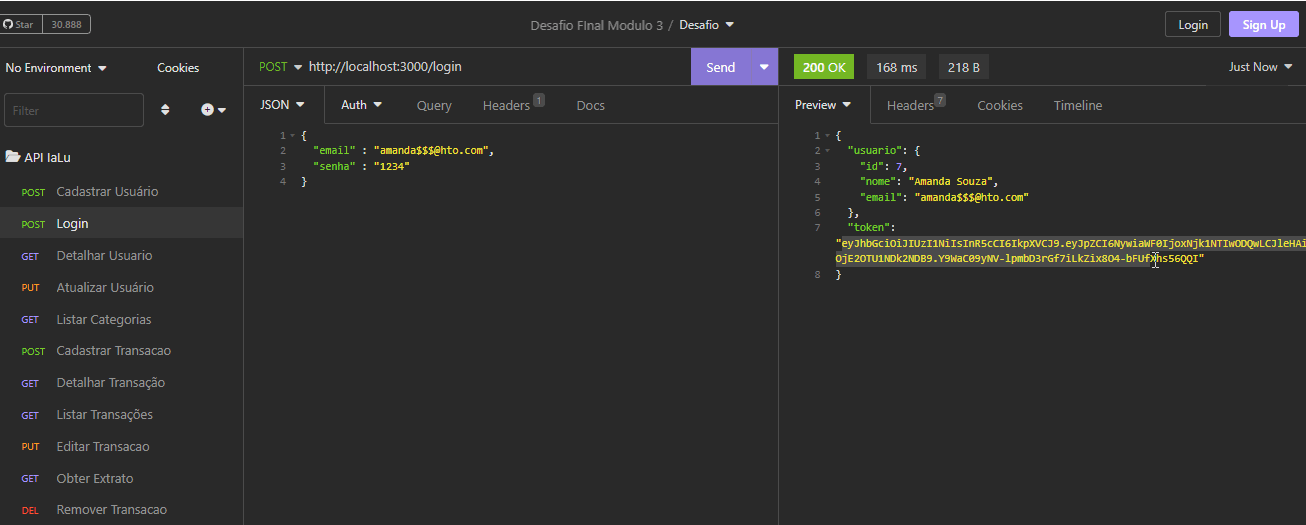 Star 30.888
Desafio FInal Modulo 3 / Desafio
Login
Sign Up
No Environment
Cookies
POST http://localhost:3000/login
Send
200 OK
168 ms
218 B
Just Now
Filter
JSON
Auth
Query
Headers 1
Docs
Preview
Headers 7
Cookies
Timeline
API IaLu
POST Cadastrar Usuário
POST Login
GET Detalhar Usuario
PUT Atualizar Usuário
GET Listar Categorias
POST Cadastrar Transacao
GET Detalhar Transação
GET Listar Transações
PUT Editar Transacao
GET Obter Extrato
DEL Remover Transacao
1 {
2 "email" : "amanda$$$@hto.com",
3 "senha" : "1234"
4 }
1 {
2 "usuario": {
3 "id": 7,
4 "nome": "Amanda Souza",
5 "email": "amanda$$$@hto.com"
6 },
7 "token":
"eyJhbGciOiJIUzI1NiIsInR5cCI6IkpXVCJ9.eyJpZCI6NywiaWF0IjoxNjk1NTIwODQwLCJleHAi
OjE2OTU1NDk2NDB9.Y9WaC09yNV-lpmbD3rGf7iLkZix8O4-bFUfXhs56QQI"
8 }